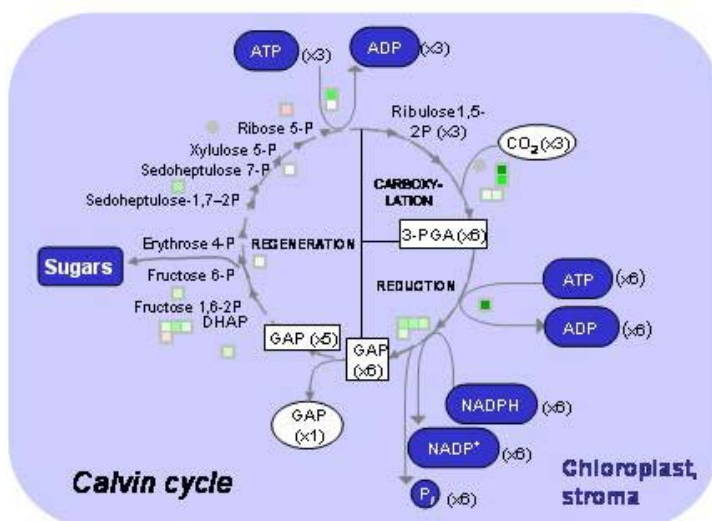 ATP (x3)
ADP (x3)
Ribulose 1,5-
2P (x3)
Ribose 5-P
CO2 (x3)
Xylulose 5-P
Sedoheptulose 7-P
CARBOXY-
LATION
Sedoheptulose-1,7-2P
3-PGA (x6)
Erythrose 4-P
REGENERATION
Sugars
Fructose 6-P
REDUCTION
ATP (x6)
Fructose 1,6-2P
DHAP
ADP (x6)
GAP (x5)
GAP
(x6)
NADPH (x6)
GAP
(x1)
NADP+ (x6)
Calvin cycle
Chloroplast,
stroma
Pi (x6)